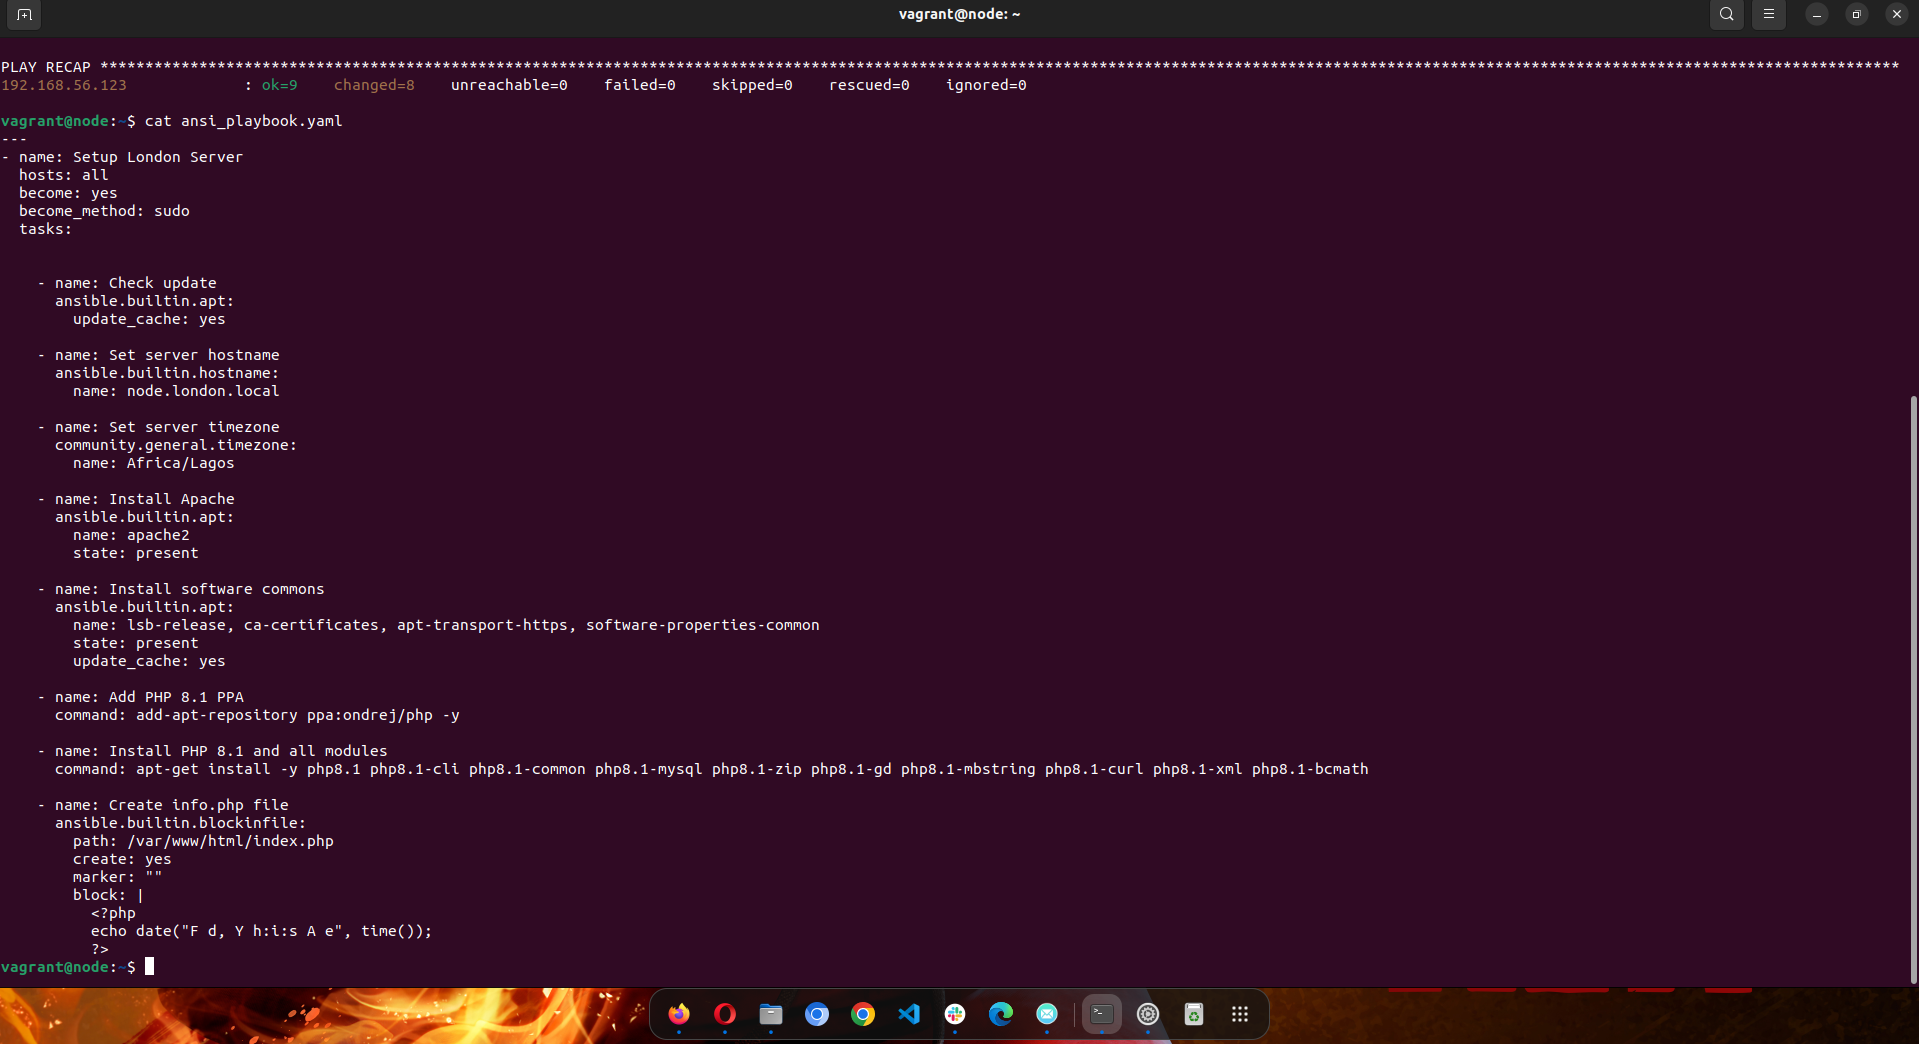 vagrant@node: ~
PLAY RECAP ********************************************************************************************************************************************************************************************************
192.168.56.123             : ok=9    changed=8    unreachable=0    failed=0    skipped=0    rescued=0    ignored=0
vagrant@node:~$ cat ansi_playbook.yaml
---
- name: Setup London Server
  hosts: all
  become: yes
  become_method: sudo
  tasks:
    - name: Check update
      ansible.builtin.apt:
        update_cache: yes
    - name: Set server hostname
      ansible.builtin.hostname:
        name: node.london.local
    - name: Set server timezone
      community.general.timezone:
        name: Africa/Lagos
    - name: Install Apache
      ansible.builtin.apt:
        name: apache2
        state: present
    - name: Install software commons
      ansible.builtin.apt:
        name: lsb-release, ca-certificates, apt-transport-https, software-properties-common
        state: present
        update_cache: yes
    - name: Add PHP 8.1 PPA
      command: add-apt-repository ppa:ondrej/php -y
    - name: Install PHP 8.1 and all modules
      command: apt-get install -y php8.1 php8.1-cli php8.1-common php8.1-mysql php8.1-zip php8.1-gd php8.1-mbstring php8.1-curl php8.1-xml php8.1-bcmath
    - name: Create info.php file
      ansible.builtin.blockinfile:
        path: /var/www/html/index.php
        create: yes
        marker: ""
        block: |
          <?php
          echo date("F d, Y h:i:s A e", time());
          ?>
vagrant@node:~$